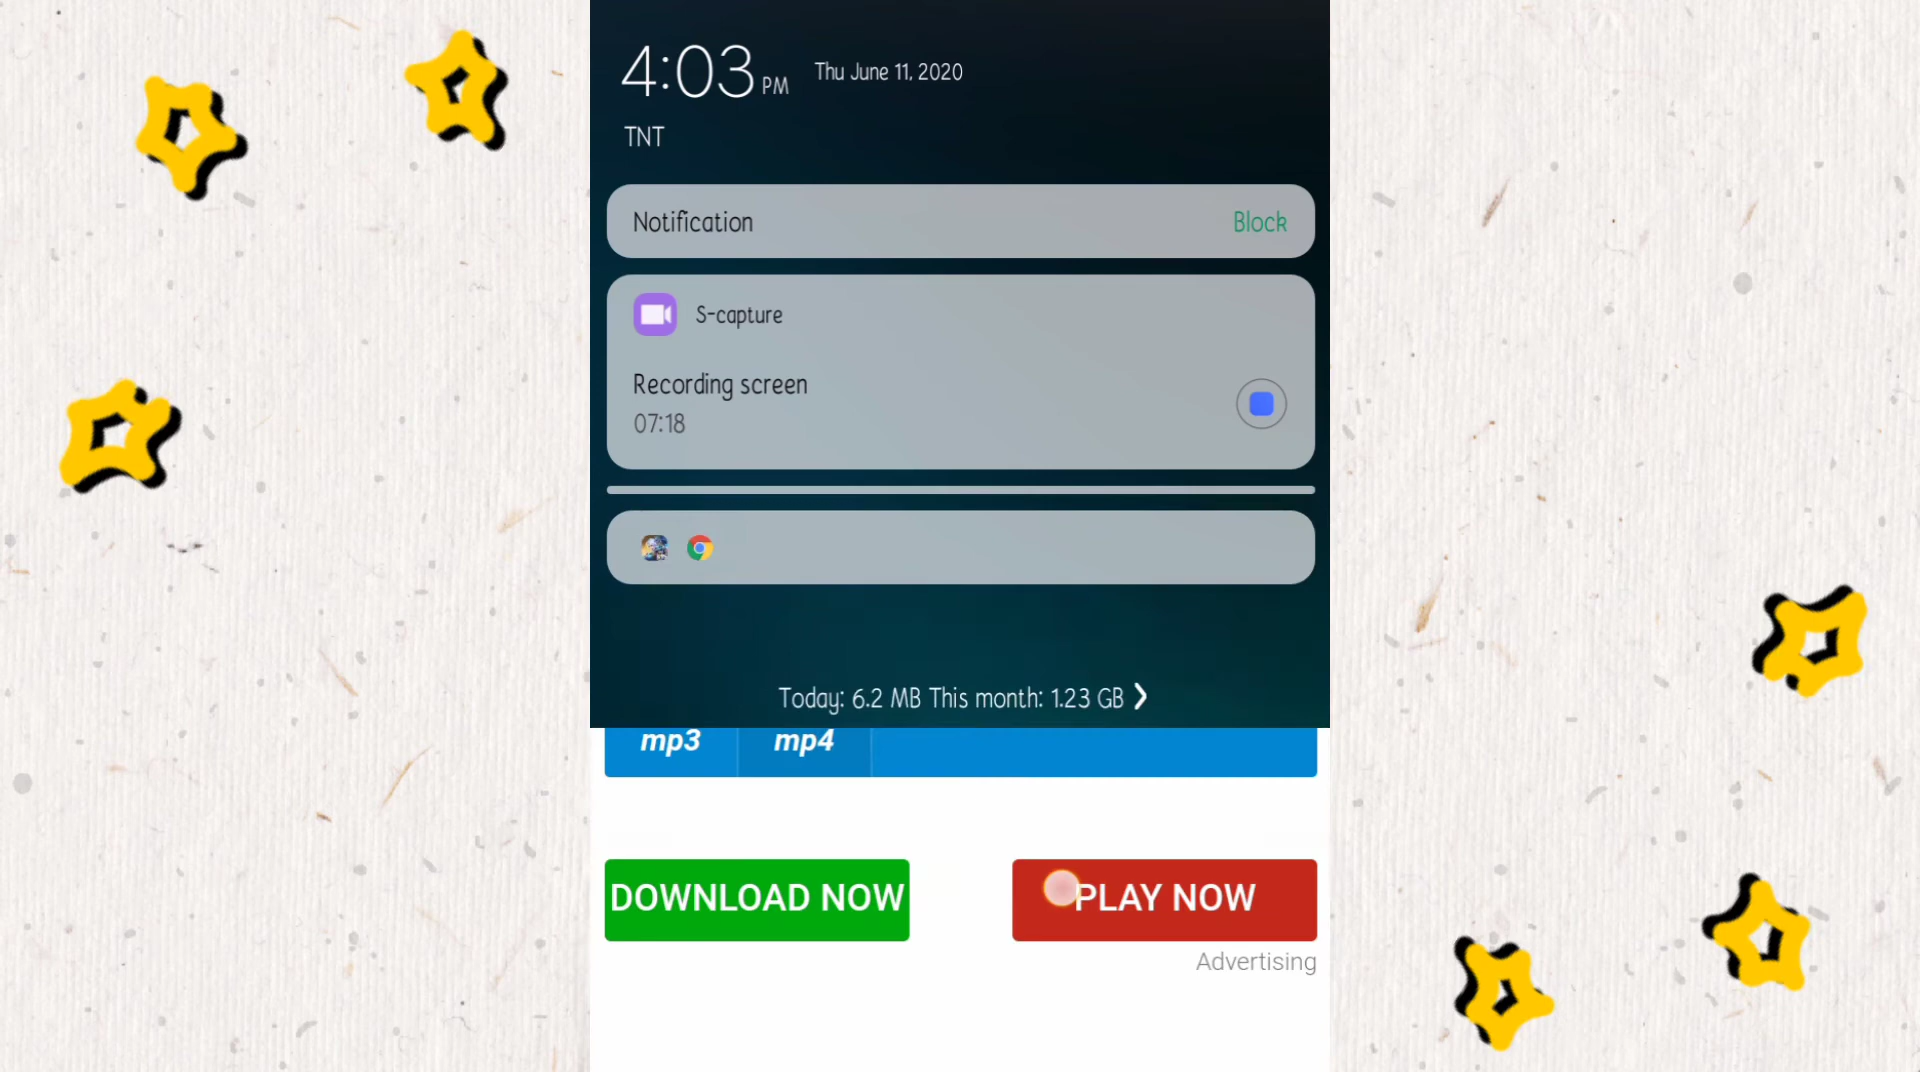 4:03 PM Thu June 11, 2020
TNT
Notification Block
S-capture
Recording screen
07:18
Today: 6.2 MB This month: 1.23 GB
mp3 mp4
DOWNLOAD NOW PLAY NOW
Advertising